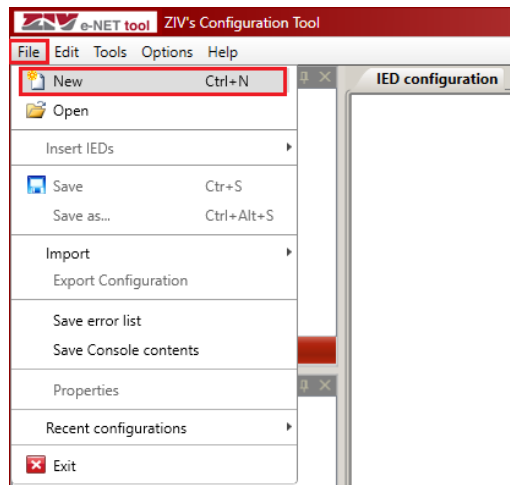 ZIV e-NET tool ZIV's Configuration Tool
File Edit Tools Options Help
New Ctrl+N
IED configuration
Open
Insert IEDs
Save Ctr+S
Save as... Ctrl+Alt+S
Import
Export Configuration
Save error list
Save Console contents
Properties
Recent configurations
Exit